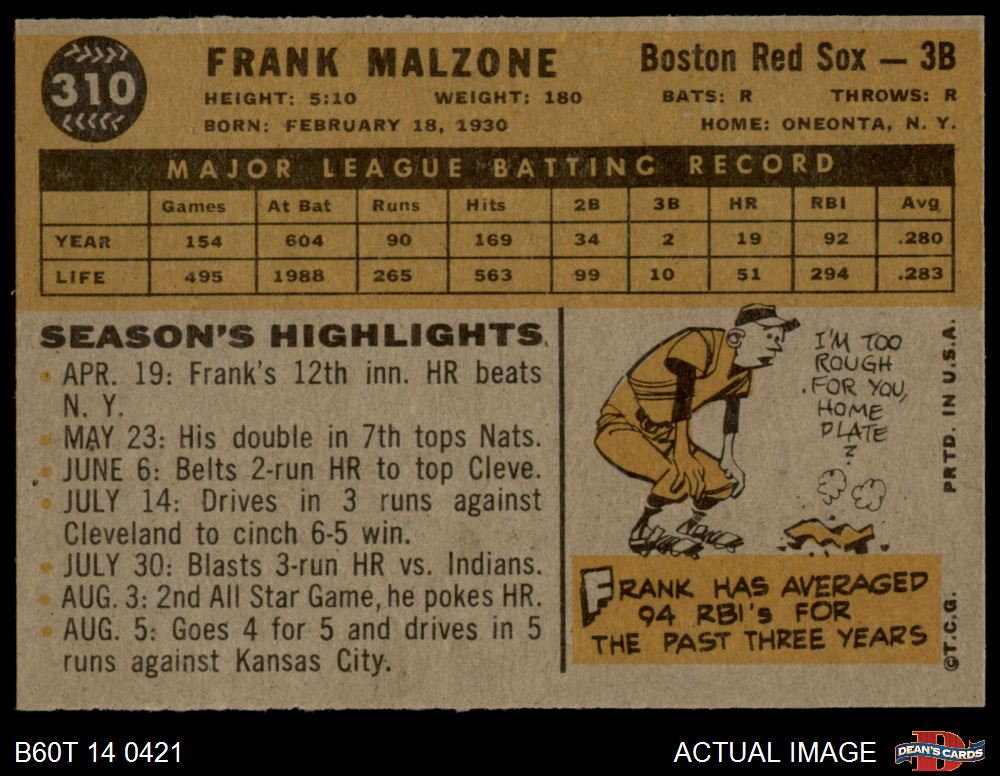 310
FRANK MALZONE
Boston Red Sox — 3B
HEIGHT: 5:10 WEIGHT: 180 BATS: R THROWS: R
BORN: FEBRUARY 18, 1930 HOME: ONEONTA, N. Y.
MAJOR LEAGUE BATTING RECORD
Games At Bat Runs Hits 2B 3B HR RBI Avg
YEAR 154 604 90 169 34 2 19 92 .280
LIFE 495 1988 265 563 99 10 51 294 .283
SEASON'S HIGHLIGHTS
• APR. 19: Frank's 12th inn. HR beats
N. Y.
• MAY 23: His double in 7th tops Nats.
• JUNE 6: Belts 2-run HR to top Cleve.
• JULY 14: Drives in 3 runs against
Cleveland to cinch 6-5 win.
• JULY 30: Blasts 3-run HR vs. Indians.
• AUG. 3: 2nd All Star Game, he pokes HR.
• AUG. 5: Goes 4 for 5 and drives in 5
runs against Kansas City.
I'M TOO
ROUGH
FOR YOU,
HOME
PLATE
?
FRANK HAS AVERAGED
94 RBI'S FOR
THE PAST THREE YEARS
©T.C.G. PRTD. IN U.S.A.
B60T 14 0421
ACTUAL IMAGE
DEAN'S CARDS